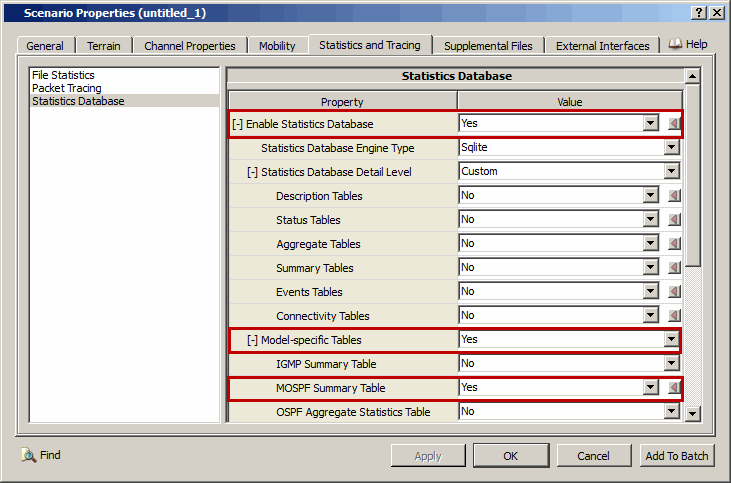 Scenario Properties (untitled_1)
General
Terrain
Channel Properties
Mobility
Statistics and Tracing
Supplemental Files
External Interfaces
Help
File Statistics
Packet Tracing
Statistics Database
Statistics Database
Property Value
[-] Enable Statistics Database Yes
Statistics Database Engine Type Sqlite
[-] Statistics Database Detail Level Custom
Description Tables No
Status Tables No
Aggregate Tables No
Summary Tables No
Events Tables No
Connectivity Tables No
[-] Model-specific Tables Yes
IGMP Summary Table No
MOSPF Summary Table Yes
OSPF Aggregate Statistics Table No
Find
Apply
OK
Cancel
Add To Batch